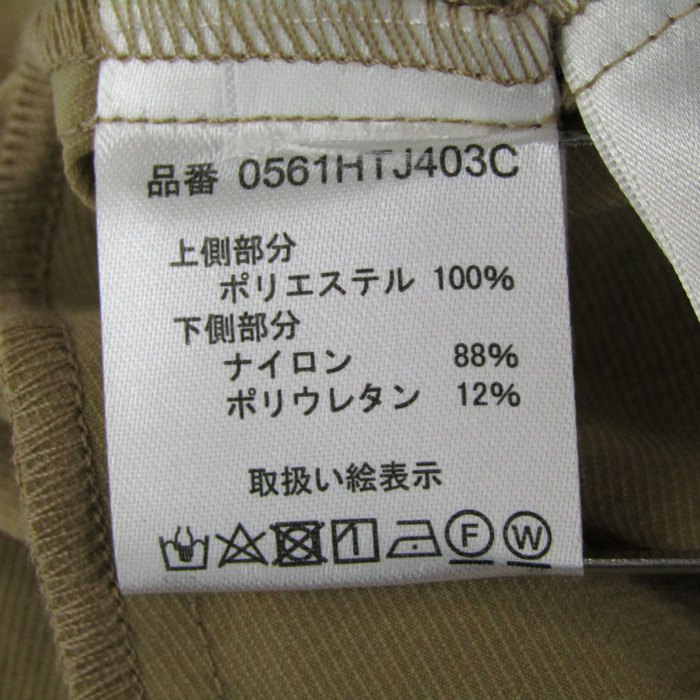 品番 0561HTJ403C
上側部分
ポリエステル 100%
下側部分
ナイロン 88%
ポリウレタン 12%
取扱い絵表示
F W